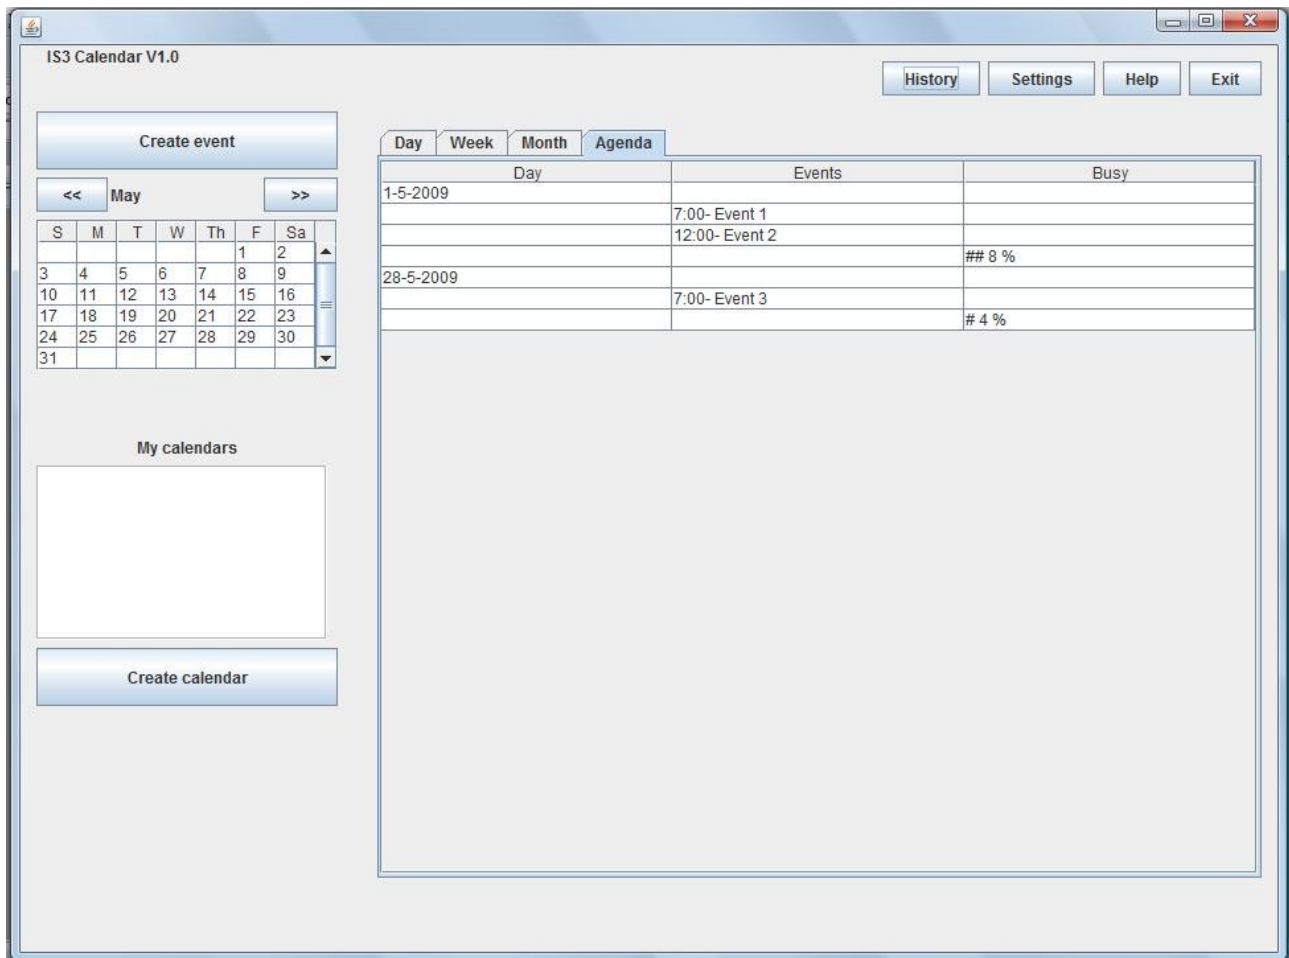 IS3 Calendar V1.0
History Settings Help Exit
Create event
<< May >>
S M T W Th F Sa
1 2
3 4 5 6 7 8 9
10 11 12 13 14 15 16
17 18 19 20 21 22 23
24 25 26 27 28 29 30
31
My calendars
Create calendar
Day Week Month Agenda
Day Events Busy
1-5-2009
7:00- Event 1
12:00- Event 2
## 8 %
28-5-2009
7:00- Event 3
# 4 %